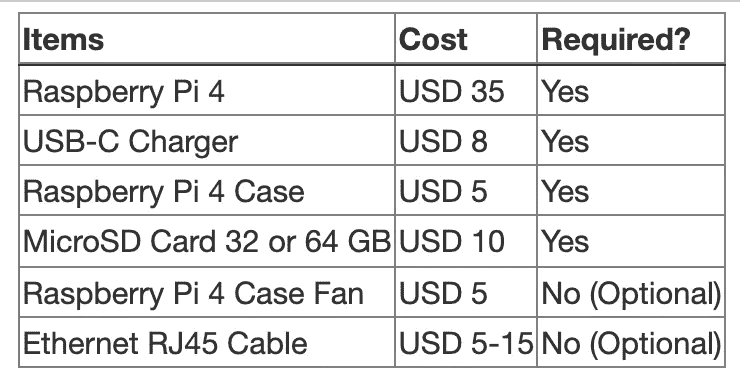 Items Cost Required?
Raspberry Pi 4 USD 35 Yes
USB-C Charger USD 8 Yes
Raspberry Pi 4 Case USD 5 Yes
MicroSD Card 32 or 64 GB USD 10 Yes
Raspberry Pi 4 Case Fan USD 5 No (Optional)
Ethernet RJ45 Cable USD 5-15 No (Optional)